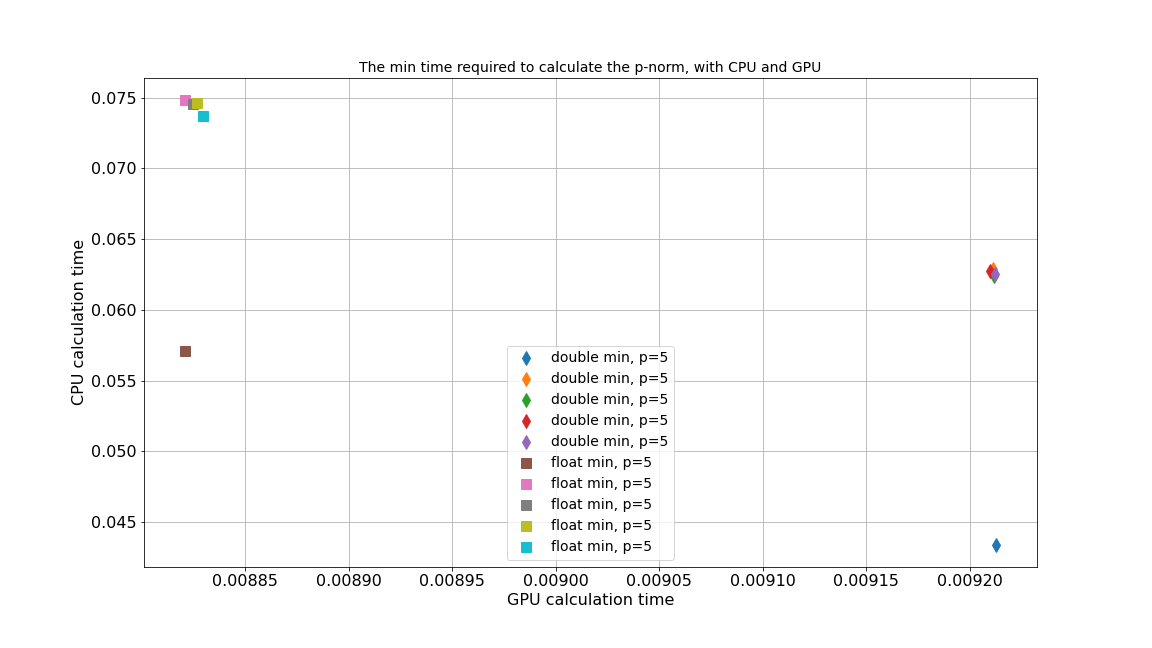 The min time required to calculate the p-norm, with CPU and GPU
0.075
0.070
0.065
0.060
0.055
0.050
0.045
CPU calculation time
double min, p=5
double min, p=5
double min, p=5
double min, p=5
double min, p=5
float min, p=5
float min, p=5
float min, p=5
float min, p=5
float min, p=5
0.00885 0.00890 0.00895 0.00900 0.00905 0.00910 0.00915 0.00920
GPU calculation time